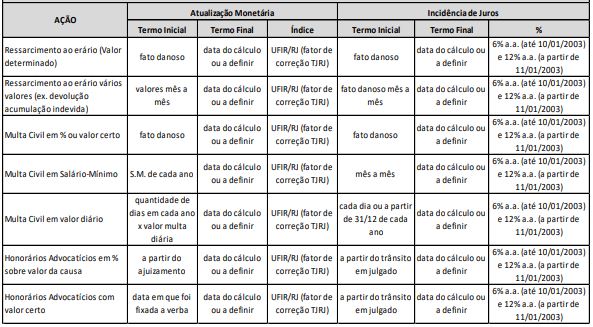 AÇÃO
Atualização Monetária
Incidência de Juros
Termo Inicial
Termo Final
Índice
Termo Inicial
Termo Final
%
Ressarcimento ao erário (Valor
determinado)
fato danoso
data do cálculo
ou a definir
UFIR/RJ (fator de
correção TJRJ)
fato danoso
data do cálculo ou
a definir
6% a.a. (até 10/01/2003)
e 12% a.a. (a partir de
11/01/2003)
Ressarcimento ao erário vários
valores (ex. devolução
acumulação indevida)
valores mês a
mês
data do cálculo
ou a definir
UFIR/RJ (fator de
correção TJRJ)
fato danoso mês a
mês
data do cálculo ou
a definir
6% a.a. (até 10/01/2003)
e 12% a.a. (a partir de
11/01/2003)
Multa Civil em % ou valor certo
fato danoso
data do cálculo
ou a definir
UFIR/RJ (fator de
correção TJRJ)
fato danoso
data do cálculo ou
a definir
6% a.a. (até 10/01/2003)
e 12% a.a. (a partir de
11/01/2003)
Multa Civil em Salário-Mínimo
S.M. de cada ano
data do cálculo
ou a definir
UFIR/RJ (fator de
correção TJRJ)
mês a mês
data do cálculo ou
a definir
6% a.a. (até 10/01/2003)
e 12% a.a. (a partir de
11/01/2003)
Multa Civil em valor diário
quantidade de
dias em cada ano
x valor multa
diária
data do cálculo
ou a definir
UFIR/RJ (fator de
correção TJRJ)
cada dia ou a partir
de 31/12 de cada
ano
data do cálculo ou
a definir
6% a.a. (até 10/01/2003)
e 12% a.a. (a partir de
11/01/2003)
Honorários Advocatícios em %
sobre valor da causa
a partir do
ajuizamento
data do cálculo
ou a definir
UFIR/RJ (fator de
correção TJRJ)
a partir do trânsito
em julgado
data do cálculo ou
a definir
6% a.a. (até 10/01/2003)
e 12% a.a. (a partir de
11/01/2003)
Honorários Advocatícios com
valor certo
data em que foi
fixada a verba
data do cálculo
ou a definir
UFIR/RJ (fator de
correção TJRJ)
a partir do trânsito
em julgado
data do cálculo ou
a definir
6% a.a. (até 10/01/2003)
e 12% a.a. (a partir de
11/01/2003)